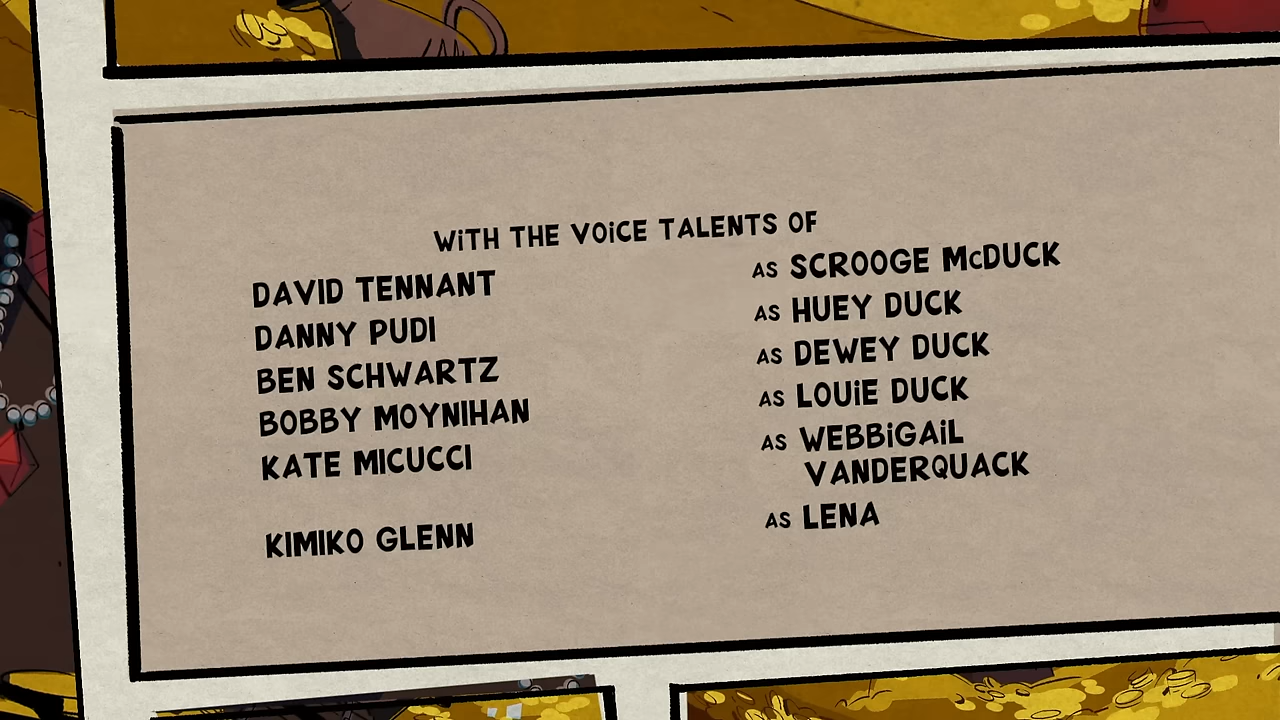 WiTH THE VOiCE TALENTS OF
DAVID TENNANT AS SCROOGE McDUCK
DANNY PUDI AS HUEY DUCK
BEN SCHWARTZ AS DEWEY DUCK
BOBBY MOYNIHAN AS LOUiE DUCK
KATE MICUCCI AS WEBBiGAiL
VANDERQUACK
KIMIKO GLENN AS LENA